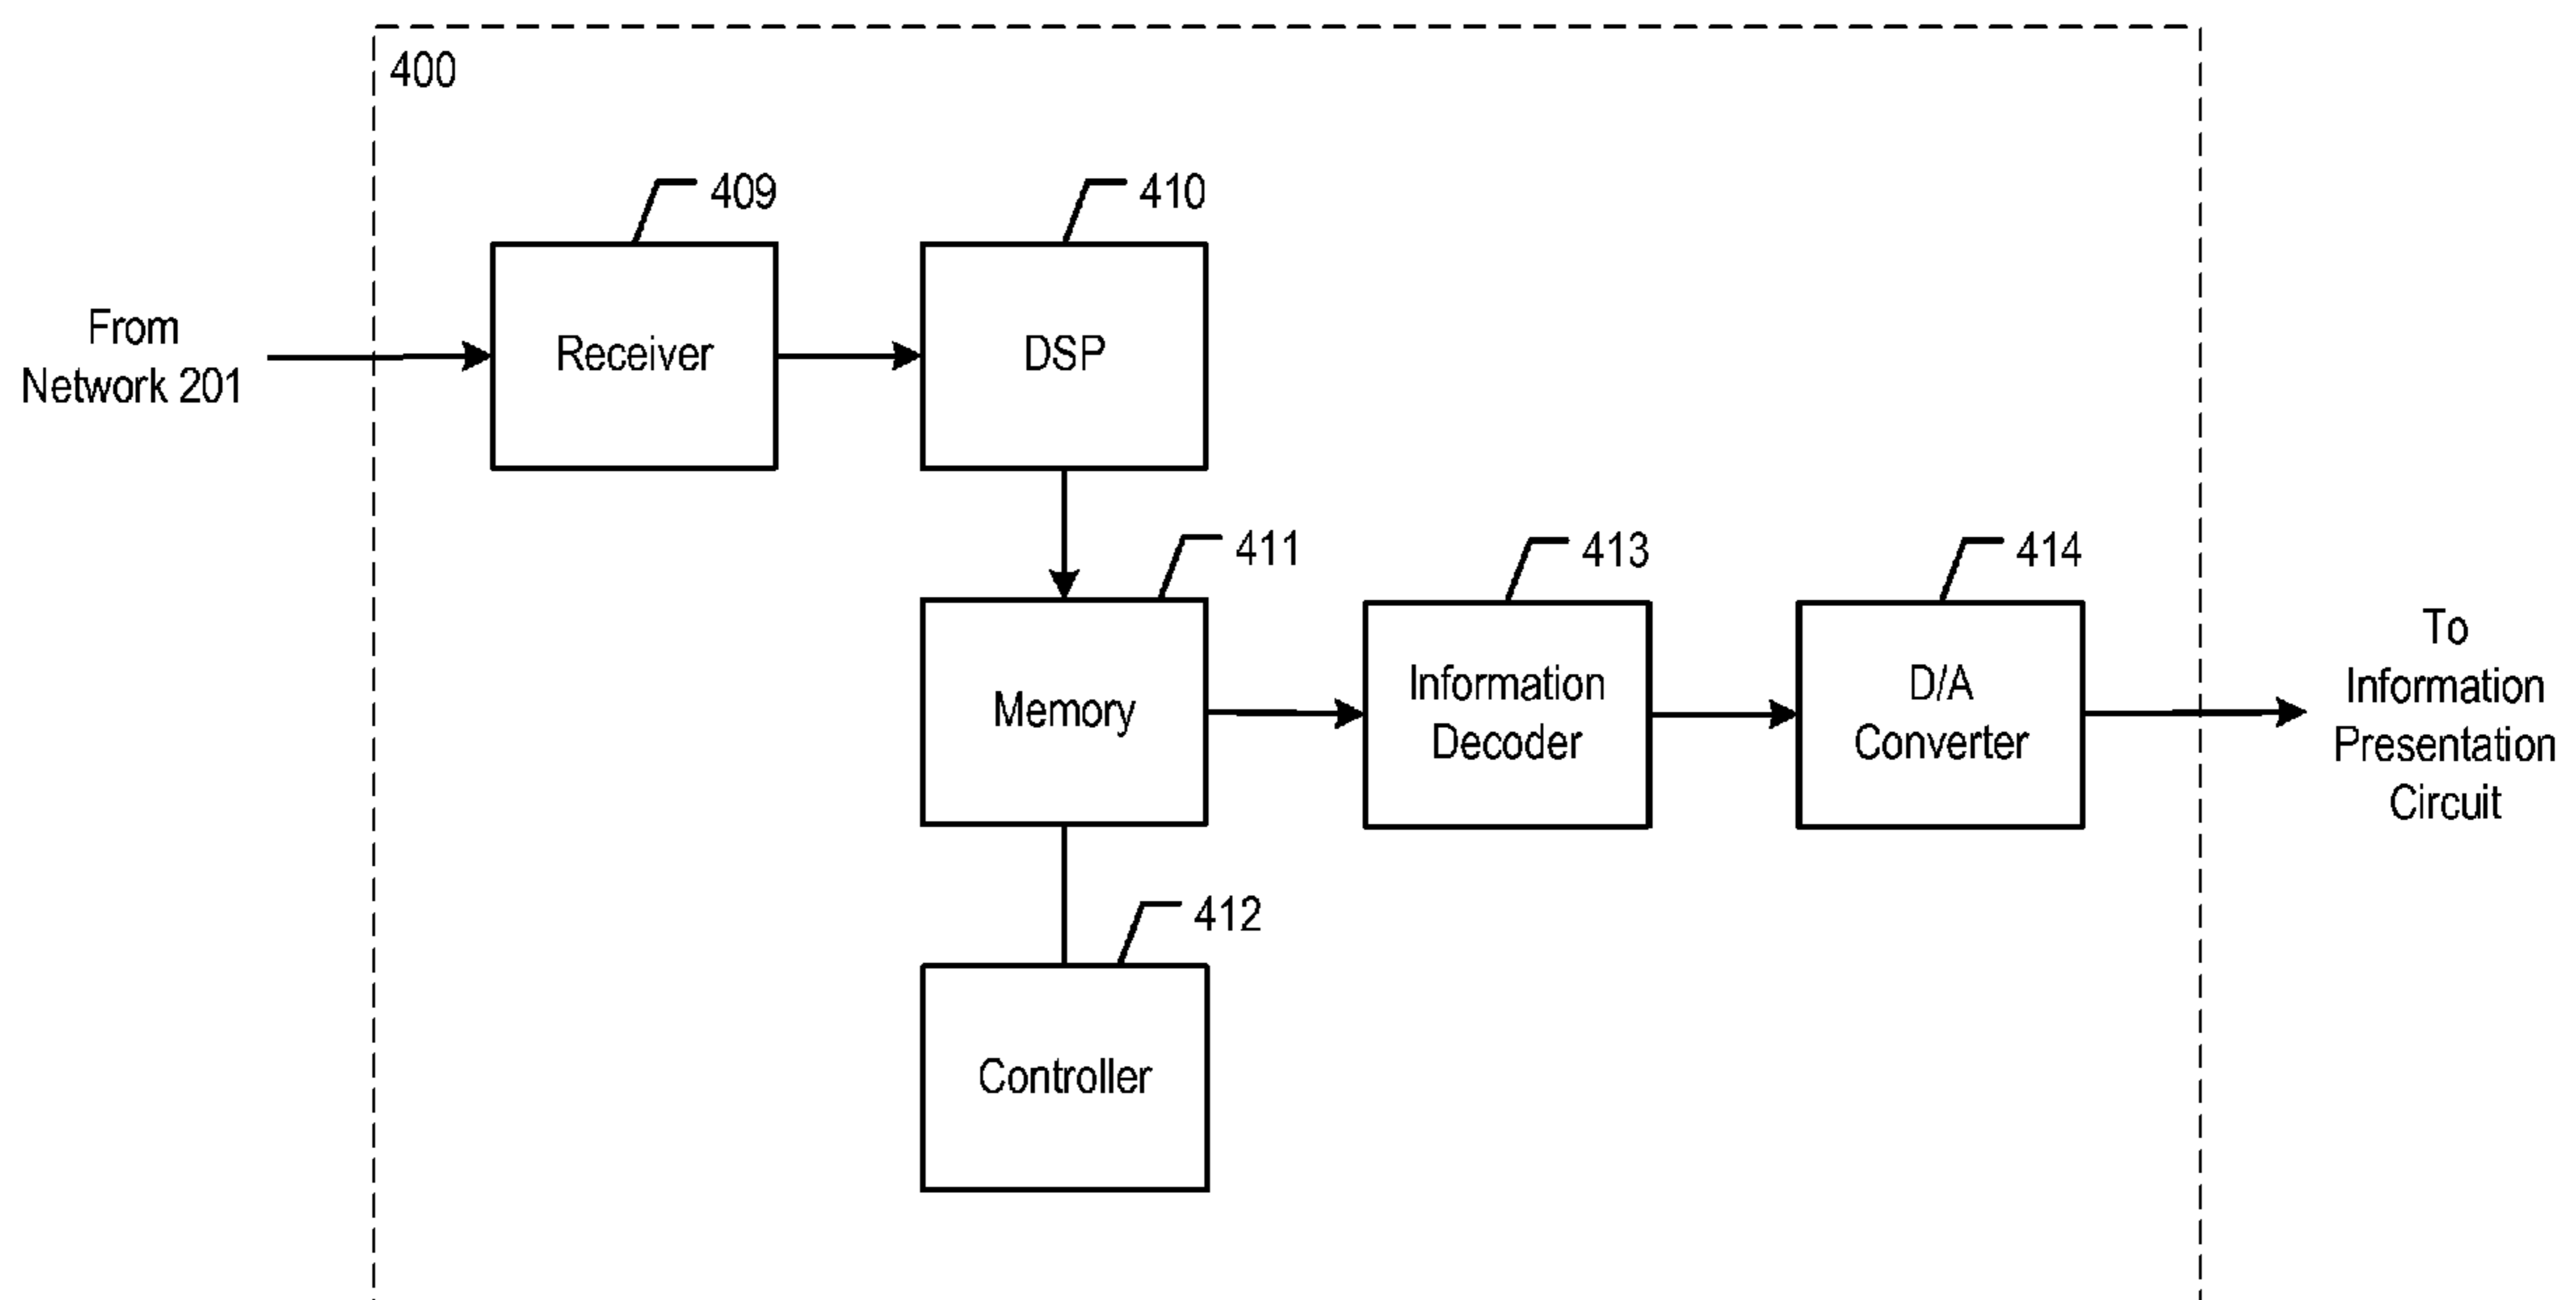 400
409
410
From
Network 201
Receiver
DSP
411
413
414
Memory
Information
Decoder
D/A
Converter
To
Information
Presentation
Circuit
412
Controller